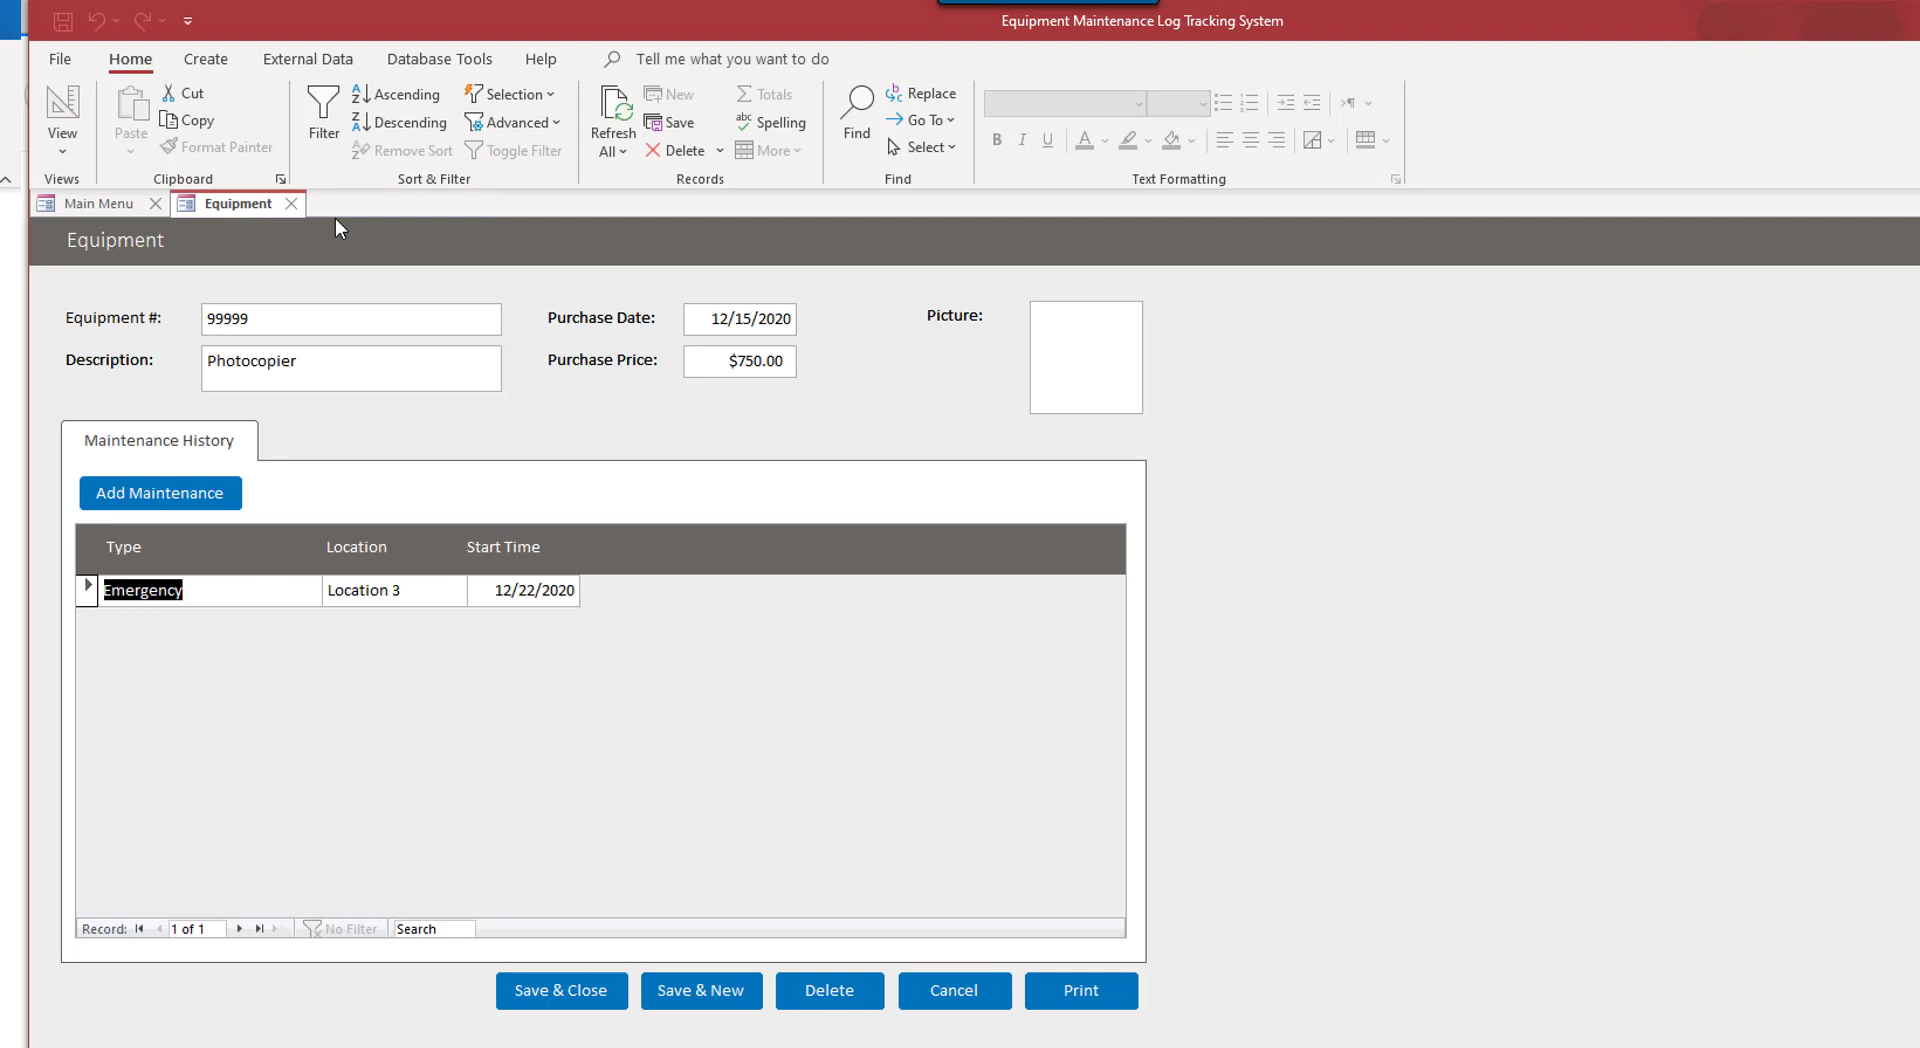 Equipment Maintenance Log Tracking System
File Home Create External Data Database Tools Help Tell me what you want to do
View
Views
Paste
Cut
Copy
Format Painter
Clipboard
Filter
Ascending
Descending
Remove Sort
Selection
Advanced
Toggle Filter
Sort & Filter
Refresh
All
New
Save
Delete
Totals
Spelling
More
Records
Find
Replace
Go To
Select
Find
B I U A
Text Formatting
Main Menu Equipment
Equipment
Equipment #: 99999 Purchase Date: 12/15/2020 Picture:
Description: Photocopier Purchase Price: $750.00
Maintenance History
Add Maintenance
Type Location Start Time
Emergency Location 3 12/22/2020
Record: 1 of 1 No Filter Search
Save & Close Save & New Delete Cancel Print